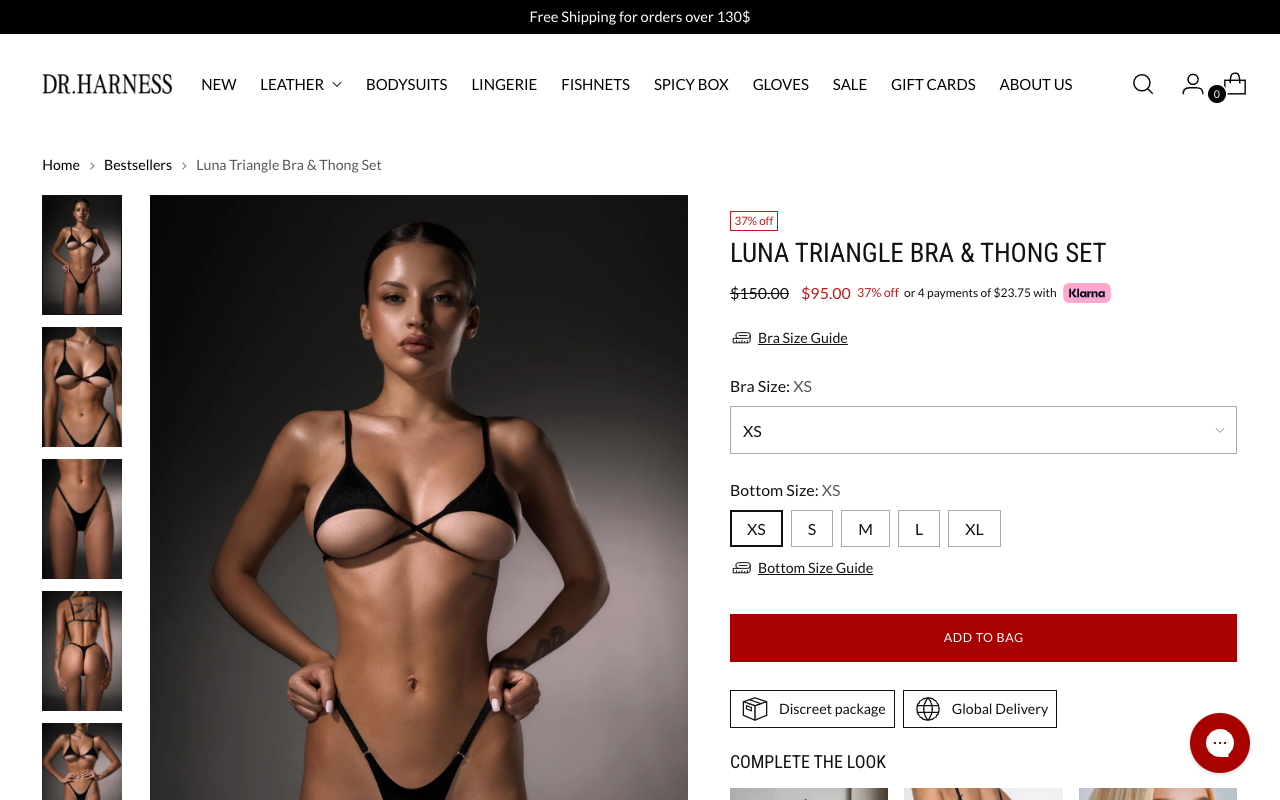 Free Shipping for orders over 130$
DR.HARNESS
NEW
LEATHER
BODYSUITS
LINGERIE
FISHNETS
SPICY BOX
GLOVES
SALE
GIFT CARDS
ABOUT US
0
Home
Bestsellers
Luna Triangle Bra & Thong Set
37% off
LUNA TRIANGLE BRA & THONG SET
$150.00 $95.00 37% off or 4 payments of $23.75 with Klarna
Bra Size Guide
Bra Size: XS
XS
Bottom Size: XS
XS S M L XL
Bottom Size Guide
ADD TO BAG
Discreet package
Global Delivery
COMPLETE THE LOOK